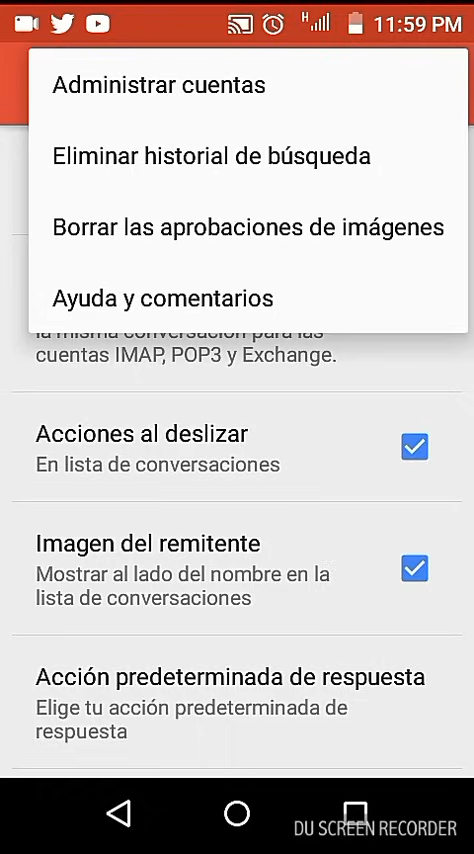 H
11:59 PM
Administrar cuentas
Eliminar historial de búsqueda
Borrar las aprobaciones de imágenes
Ayuda y comentarios
la misma conversación para las
cuentas IMAP, POP3 y Exchange.
Acciones al deslizar
En lista de conversaciones
Imagen del remitente
Mostrar al lado del nombre en la
lista de conversaciones
Acción predeterminada de respuesta
Elige tu acción predeterminada de
respuesta
DU SCREEN RECORDER